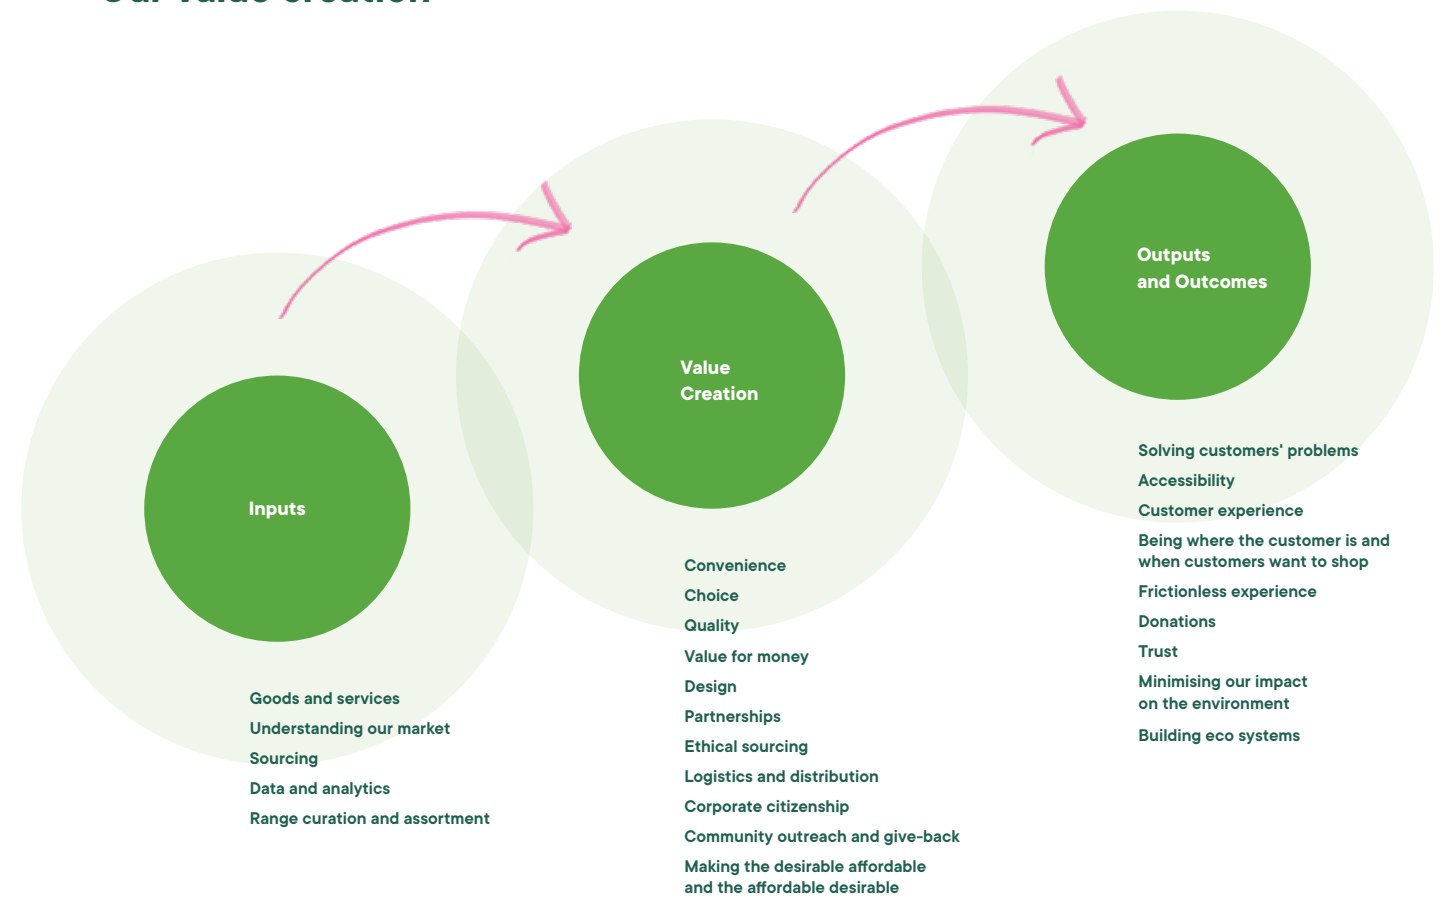 Our value creation
Inputs
Goods and services
Understanding our market
Sourcing
Data and analytics
Range curation and assortment
Value
Creation
Convenience
Choice
Quality
Value for money
Design
Partnerships
Ethical sourcing
Logistics and distribution
Corporate citizenship
Community outreach and give-back
Making the desirable affordable
and the affordable desirable
Outputs
and Outcomes
Solving customers' problems
Accessibility
Customer experience
Being where the customer is and
when customers want to shop
Frictionless experience
Donations
Trust
Minimising our impact
on the environment
Building eco systems